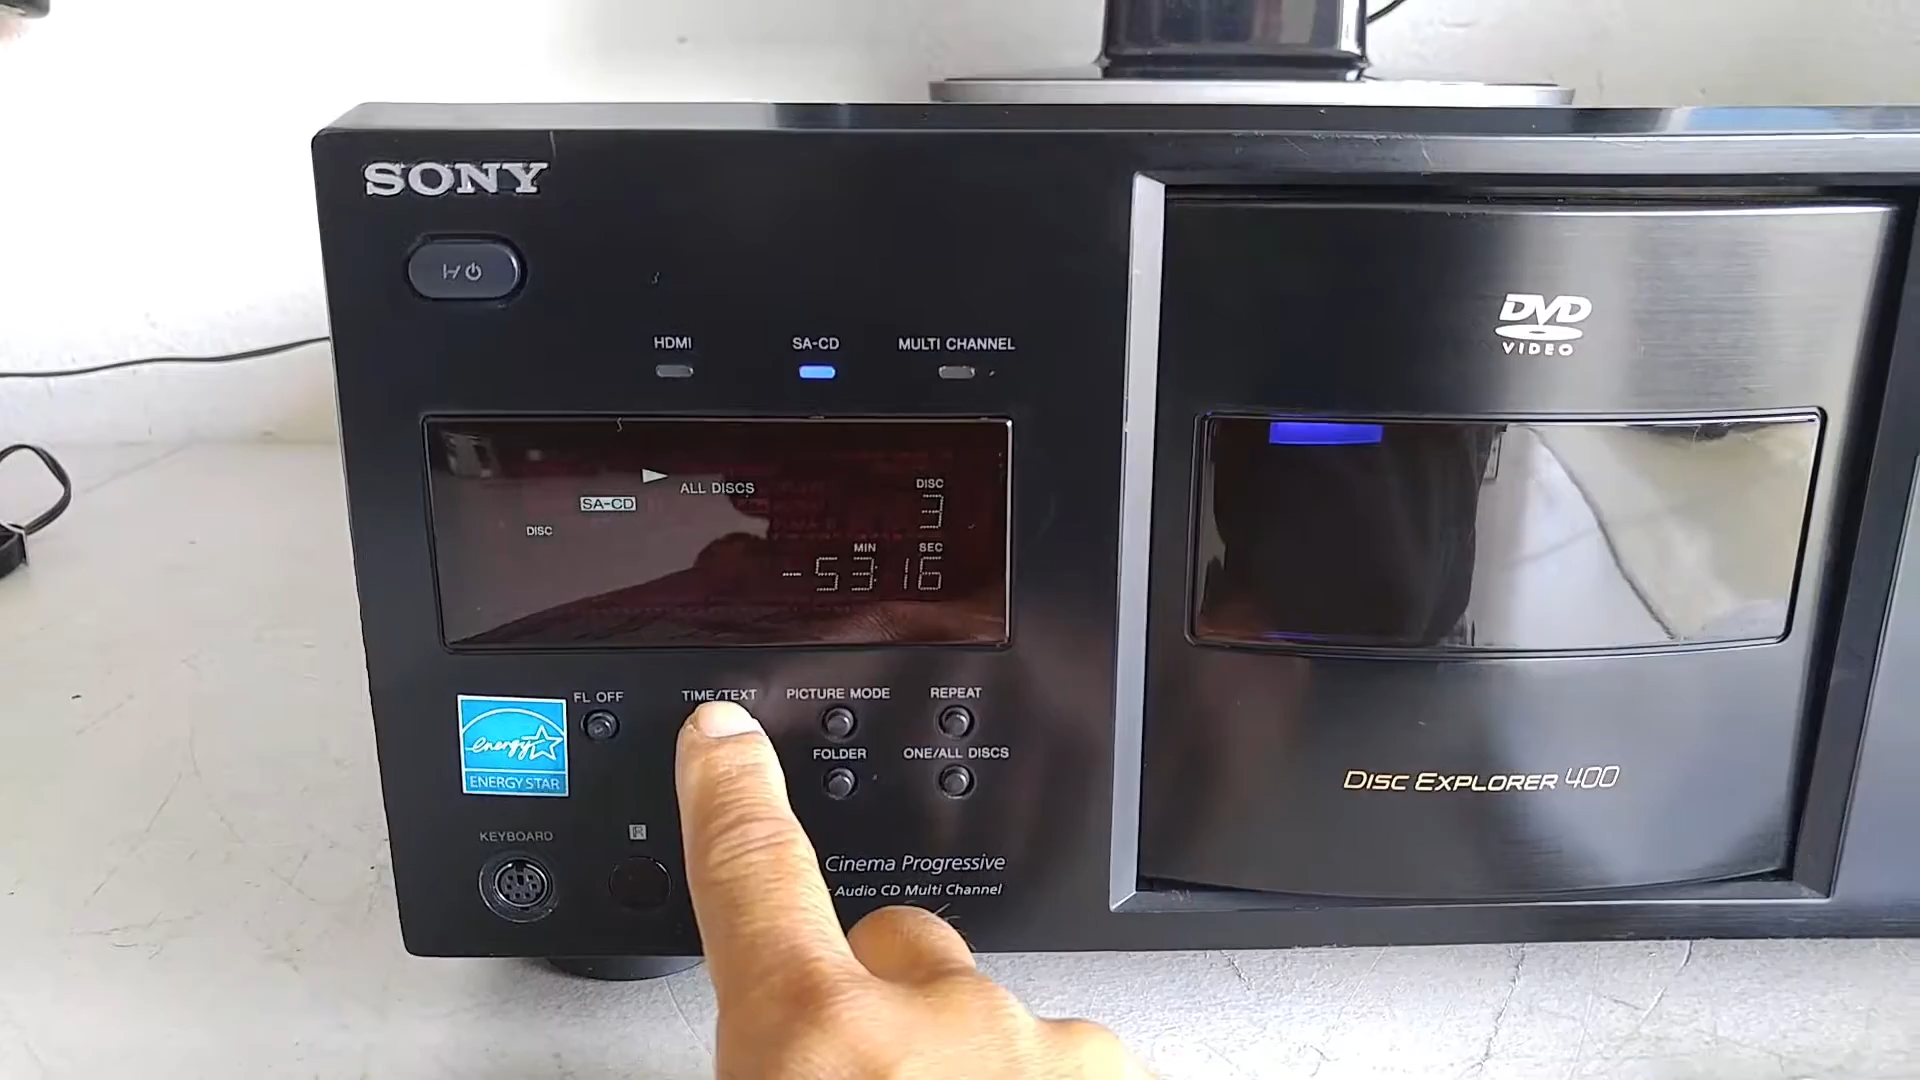 SONY
HDMI
SA-CD
MULTI CHANNEL
DVD
VIDEO
ALL DISCS
DISC
3
SA-CD
DISC
MIN
SEC
-53:16
FL OFF
TIME/TEXT
PICTURE MODE
REPEAT
FOLDER
ONE/ALL DISCS
energy
ENERGY STAR
DISC EXPLORER 400
KEYBOARD
Cinema Progressive
Audio CD Multi Channel